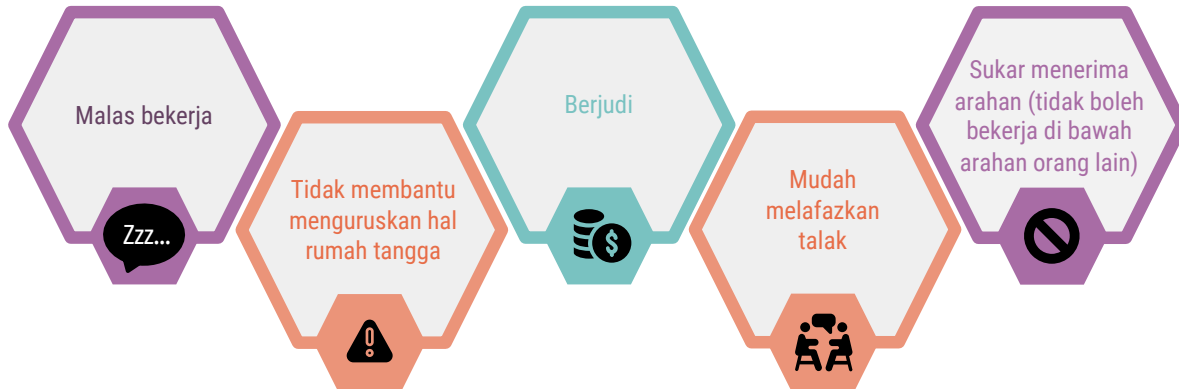 Malas bekerja
Zzz...
Tidak membantu
menguruskan hal
rumah tangga
Berjudi
$
Mudah
melafazkan
talak
Sukar menerima
arahan (tidak boleh
bekerja di bawah
arahan orang lain)